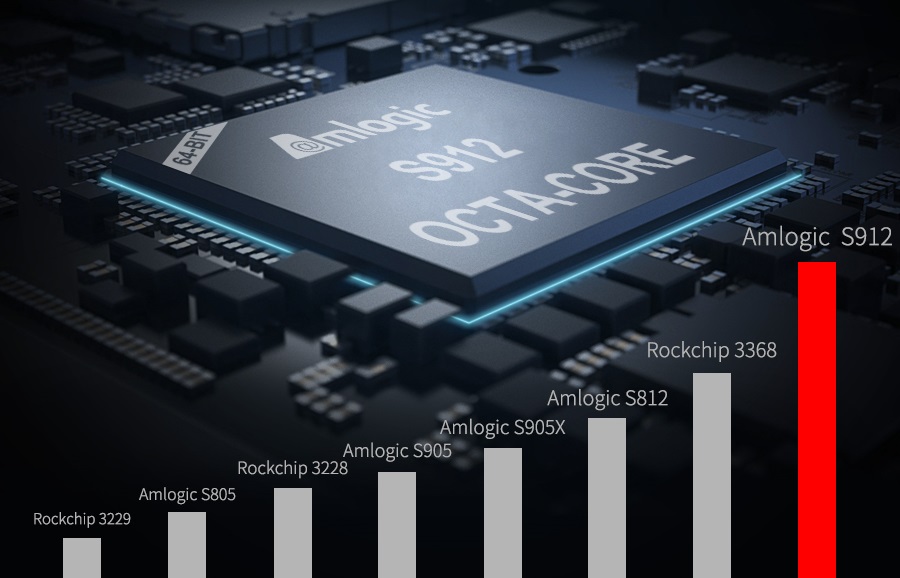 64-BIT
@mlogic
S912
OCTA-CORE
Amlogic S912
Rockchip 3368
Amlogic S812
Amlogic S905X
Amlogic S905
Rockchip 3228
Amlogic S805
Rockchip 3229